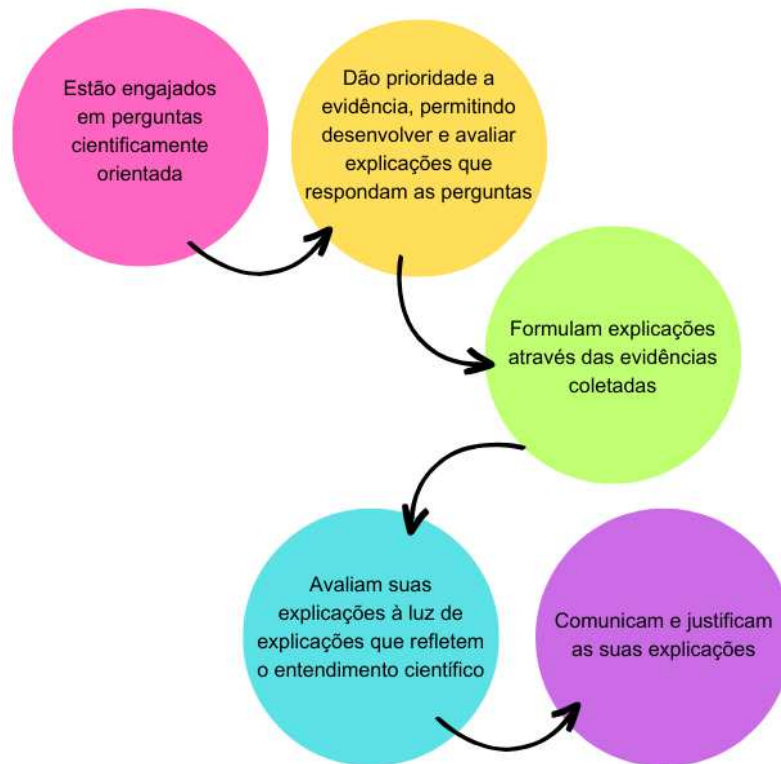 Estão engajados
em perguntas
cientificamente
orientada
Dão prioridade a
evidência, permitindo
desenvolver e avaliar
explicações que
respondam as perguntas
Formulam explicações
através das evidências
coletadas
Avaliam suas
explicações à luz de
explicações que refletem
o entendimento científico
Comunicam e justificam
as suas explicações